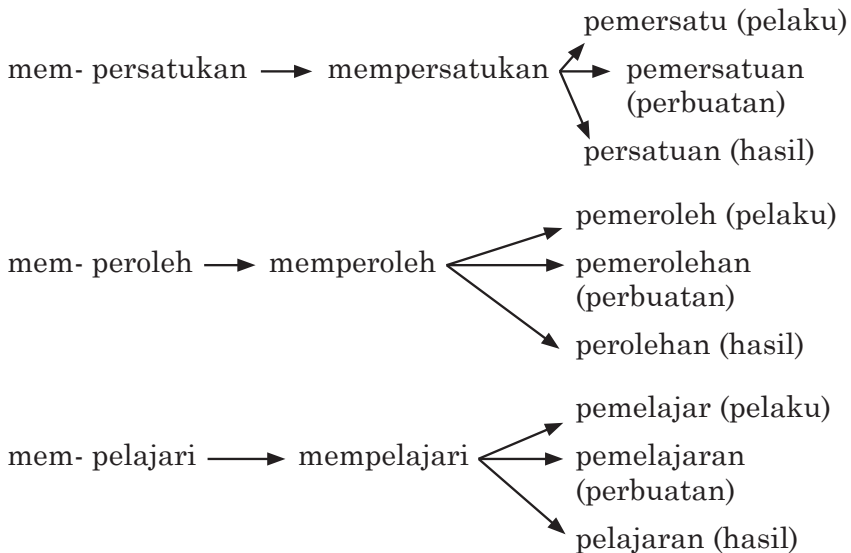 pemersatu (pelaku)
mem- persatukan mempersatukan pemersatuan
(perbuatan)
persatuan (hasil)
pemeroleh (pelaku)
mem- peroleh memperoleh pemerolehan
(perbuatan)
perolehan (hasil)
pemelajar (pelaku)
mem- pelajari mempelajari pemelajaran
(perbuatan)
pelajaran (hasil)